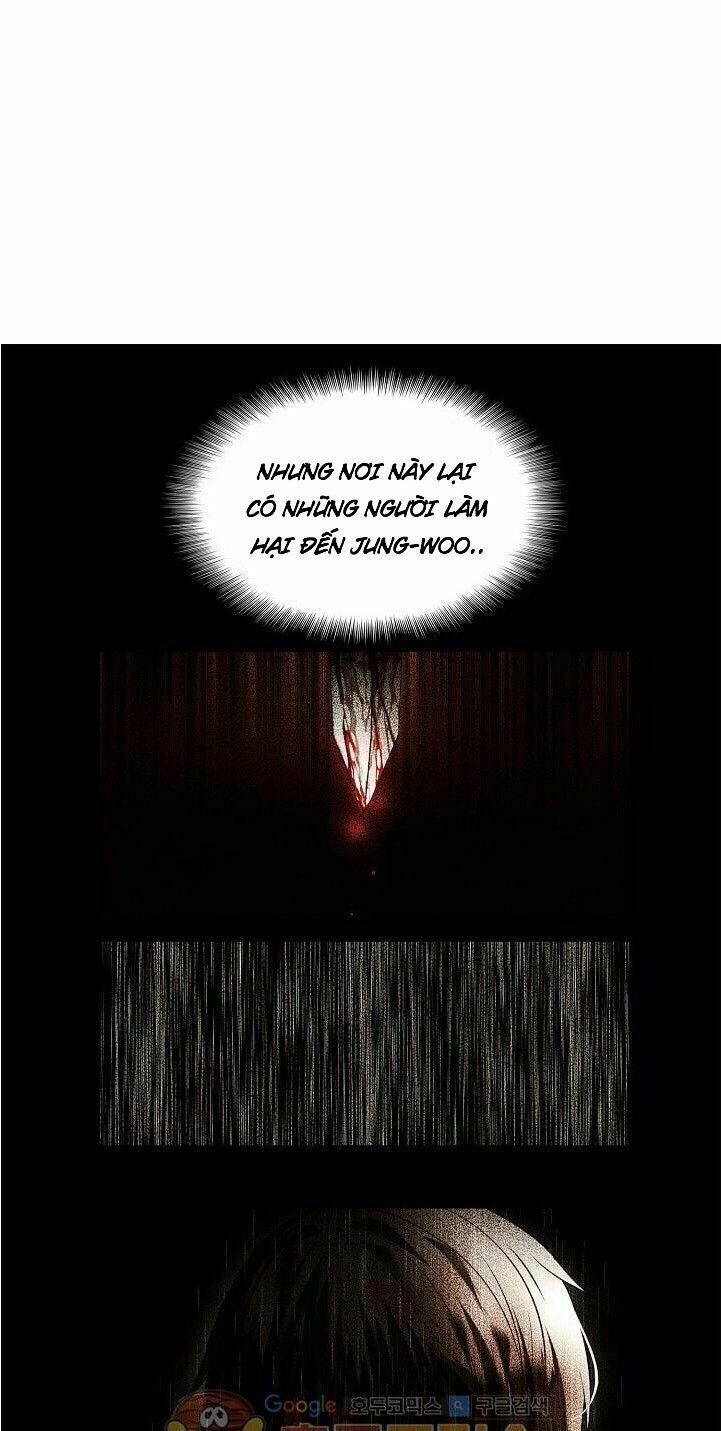 NHƯNG NƠI NÀY LẠI
CÓ NHỮNG NGƯỜI LÀM
HẠI ĐẾN JUNG-WOO..
Google 호두코믹스 구글검색